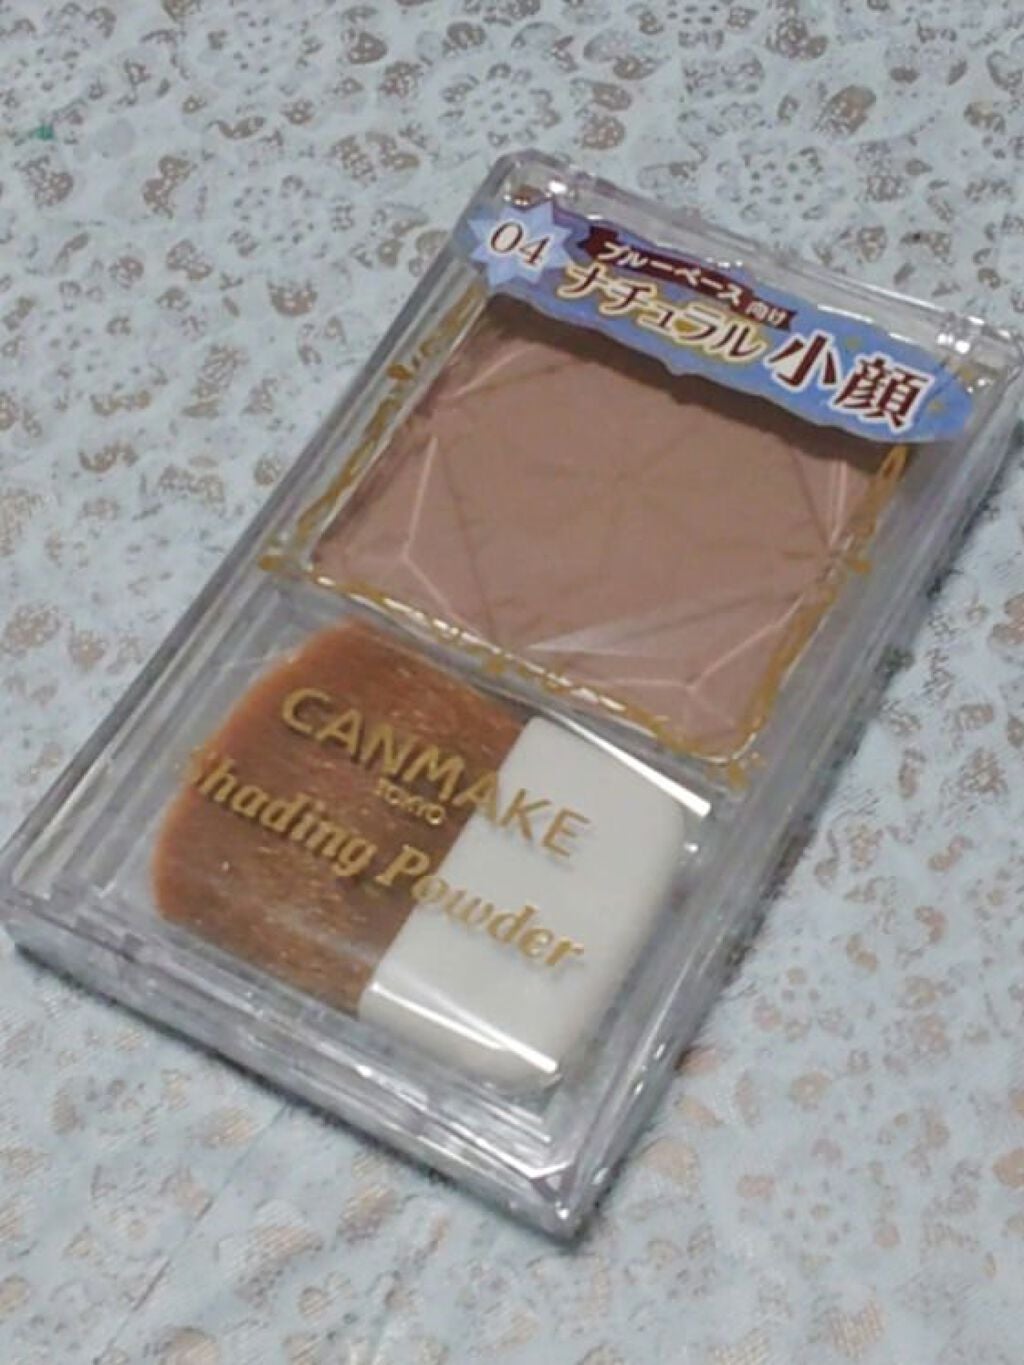 04
ブルーベース向け
ナチュラル小顔
CANMAKE
TOKYO
Shading Powder